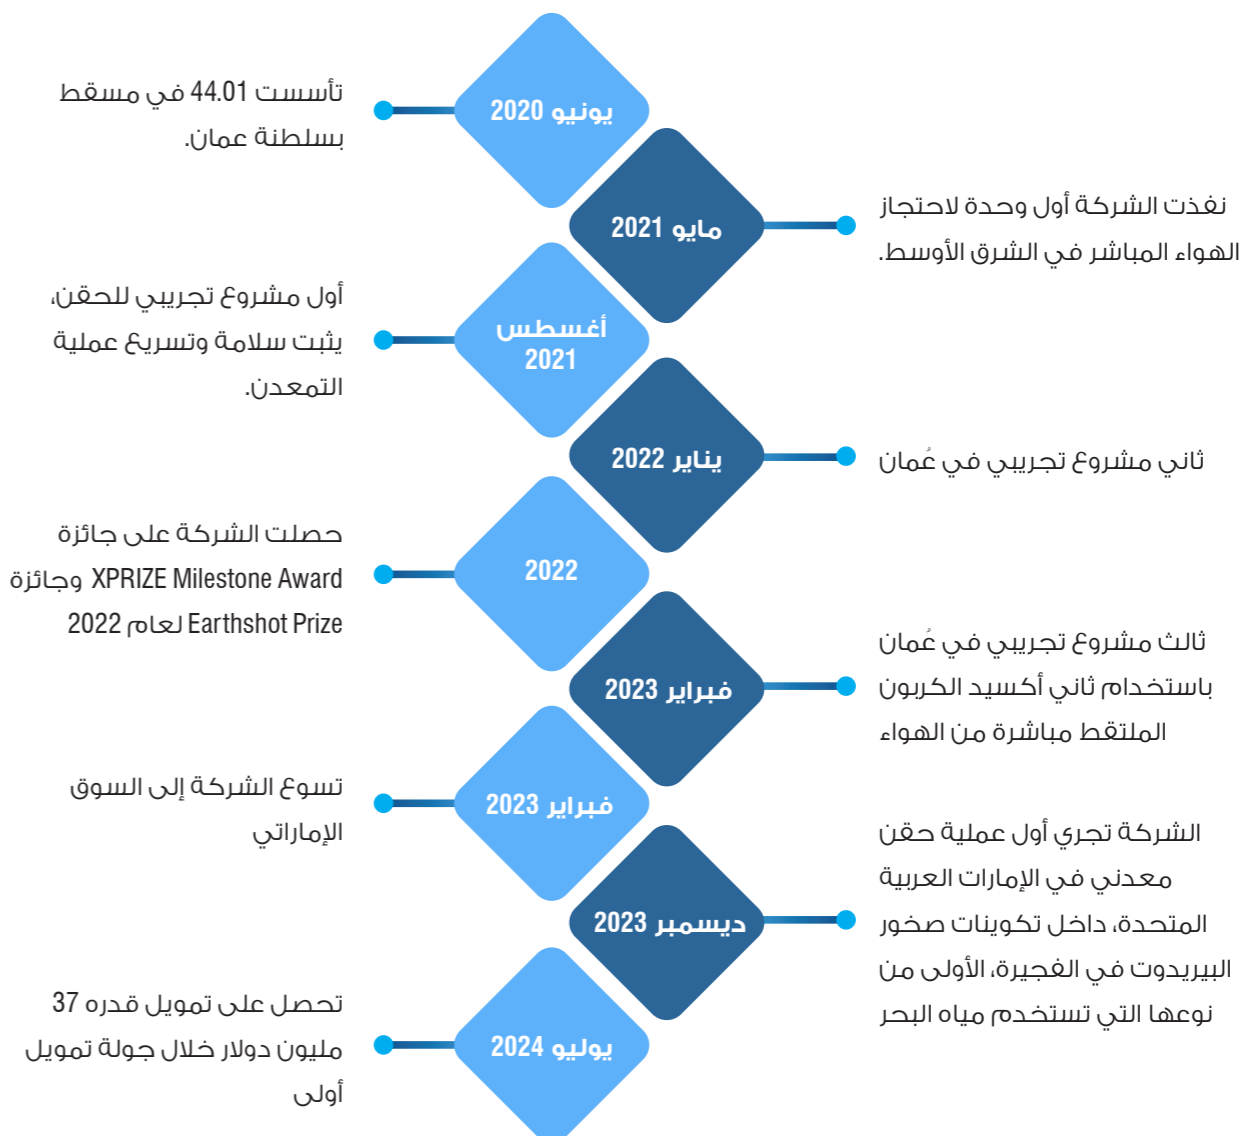 يونيو 2020
تأسست 44.01 في مسقط
بسلطنة عمان.
مايو 2021
نفذت الشركة أول وحدة لاحتجاز
الهواء المباشر في الشرق الأوسط.
أغسطس
2021
أول مشروع تجريبي للحقن،
يثبت سلامة وتسريع عملية
التمعدن.
يناير 2022
ثاني مشروع تجريبي في عُمان
2022
حصلت الشركة على جائزة
XPRIZE Milestone Award وجائزة
Earthshot Prize لعام 2022
فبراير 2023
ثالث مشروع تجريبي في عُمان
باستخدام ثاني أكسيد الكربون
الملتقط مباشرة من الهواء
فبراير 2023
تسوع الشركة إلى السوق
الإماراتي
ديسمبر 2023
الشركة تجري أول عملية حقن
معدني في الإمارات العربية
المتحدة، داخل تكوينات صخور
البيريدوت في الفجيرة، الأولى من
نوعها التي تستخدم مياه البحر
يوليو 2024
تحصل على تمويل قدره 37
مليون دولار خلال جولة تمويل
أولى